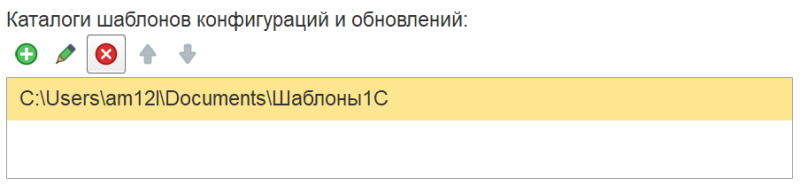 Каталоги шаблонов конфигураций и обновлений:
C:\Users\am12l\Documents\Шаблоны1С